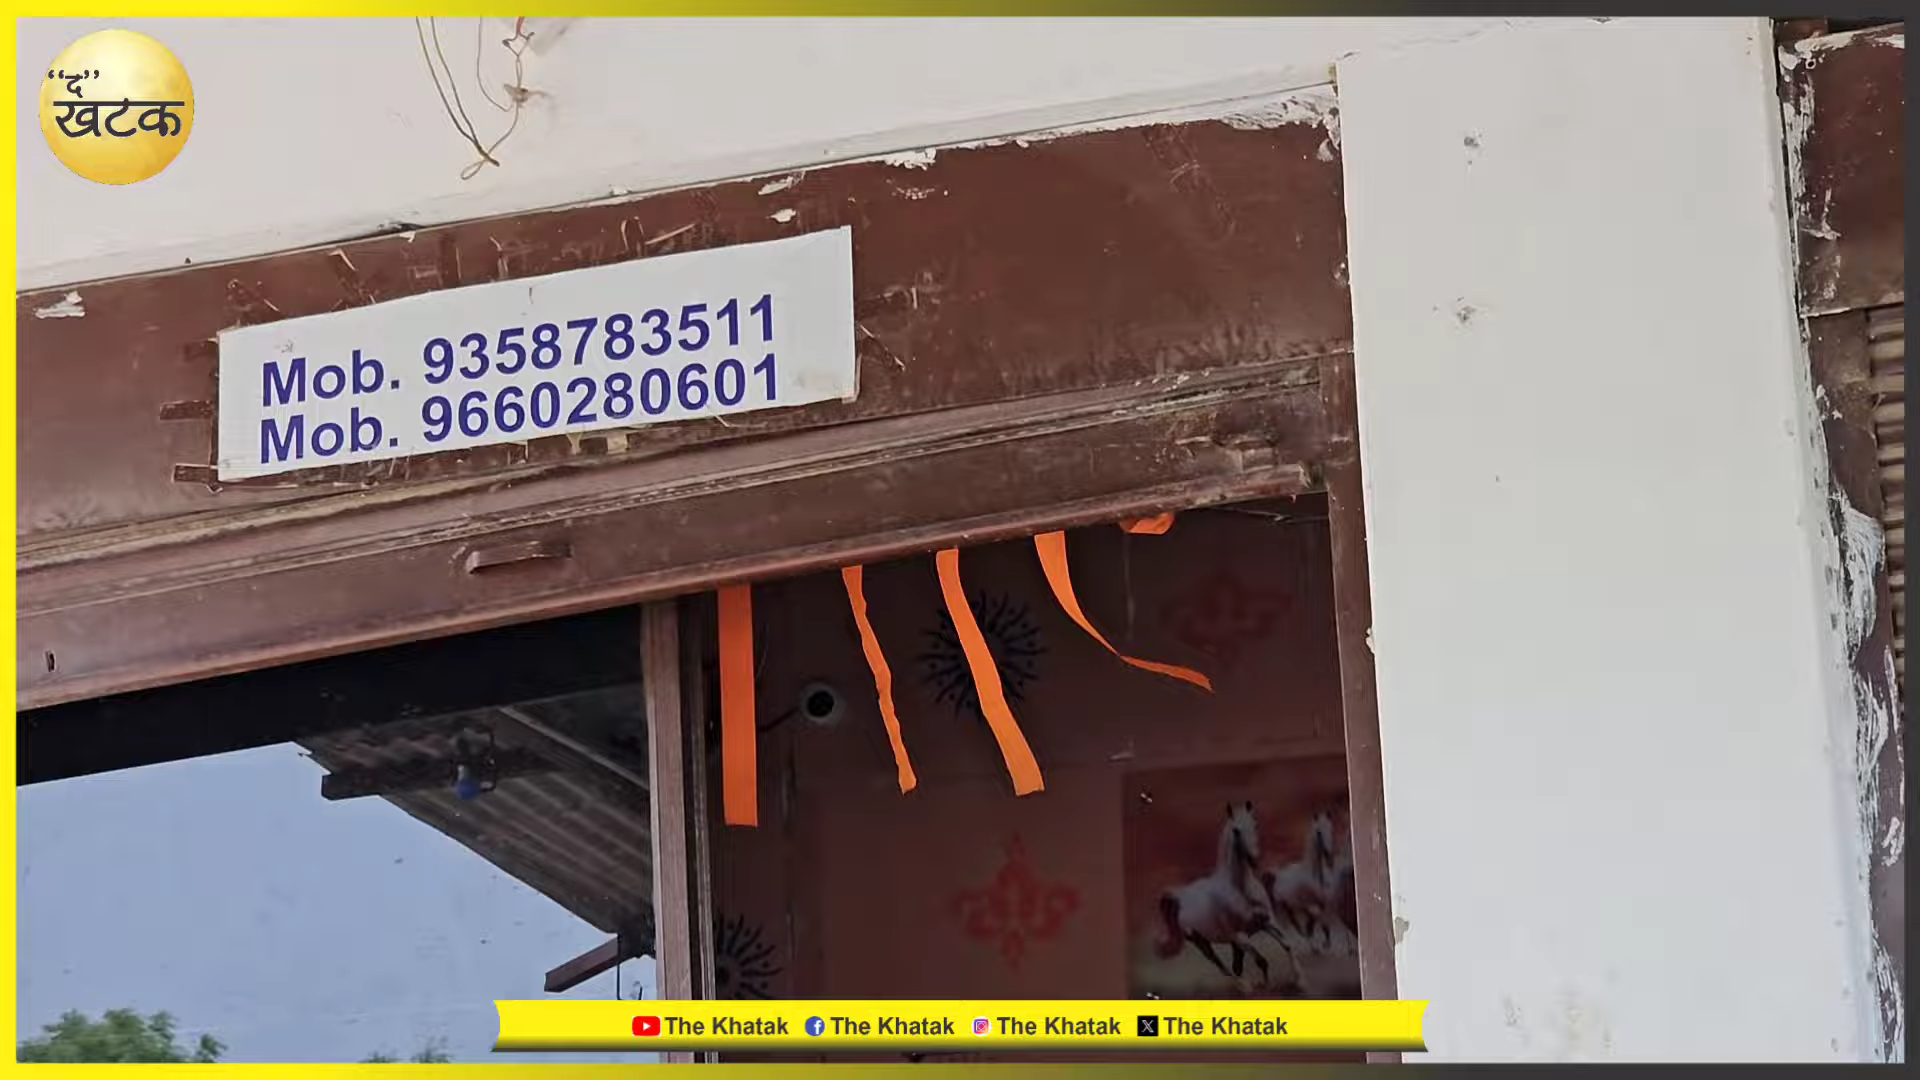 “द”
खटक
Mob. 9358783511
Mob. 9660280601
The Khatak The Khatak The Khatak The Khatak